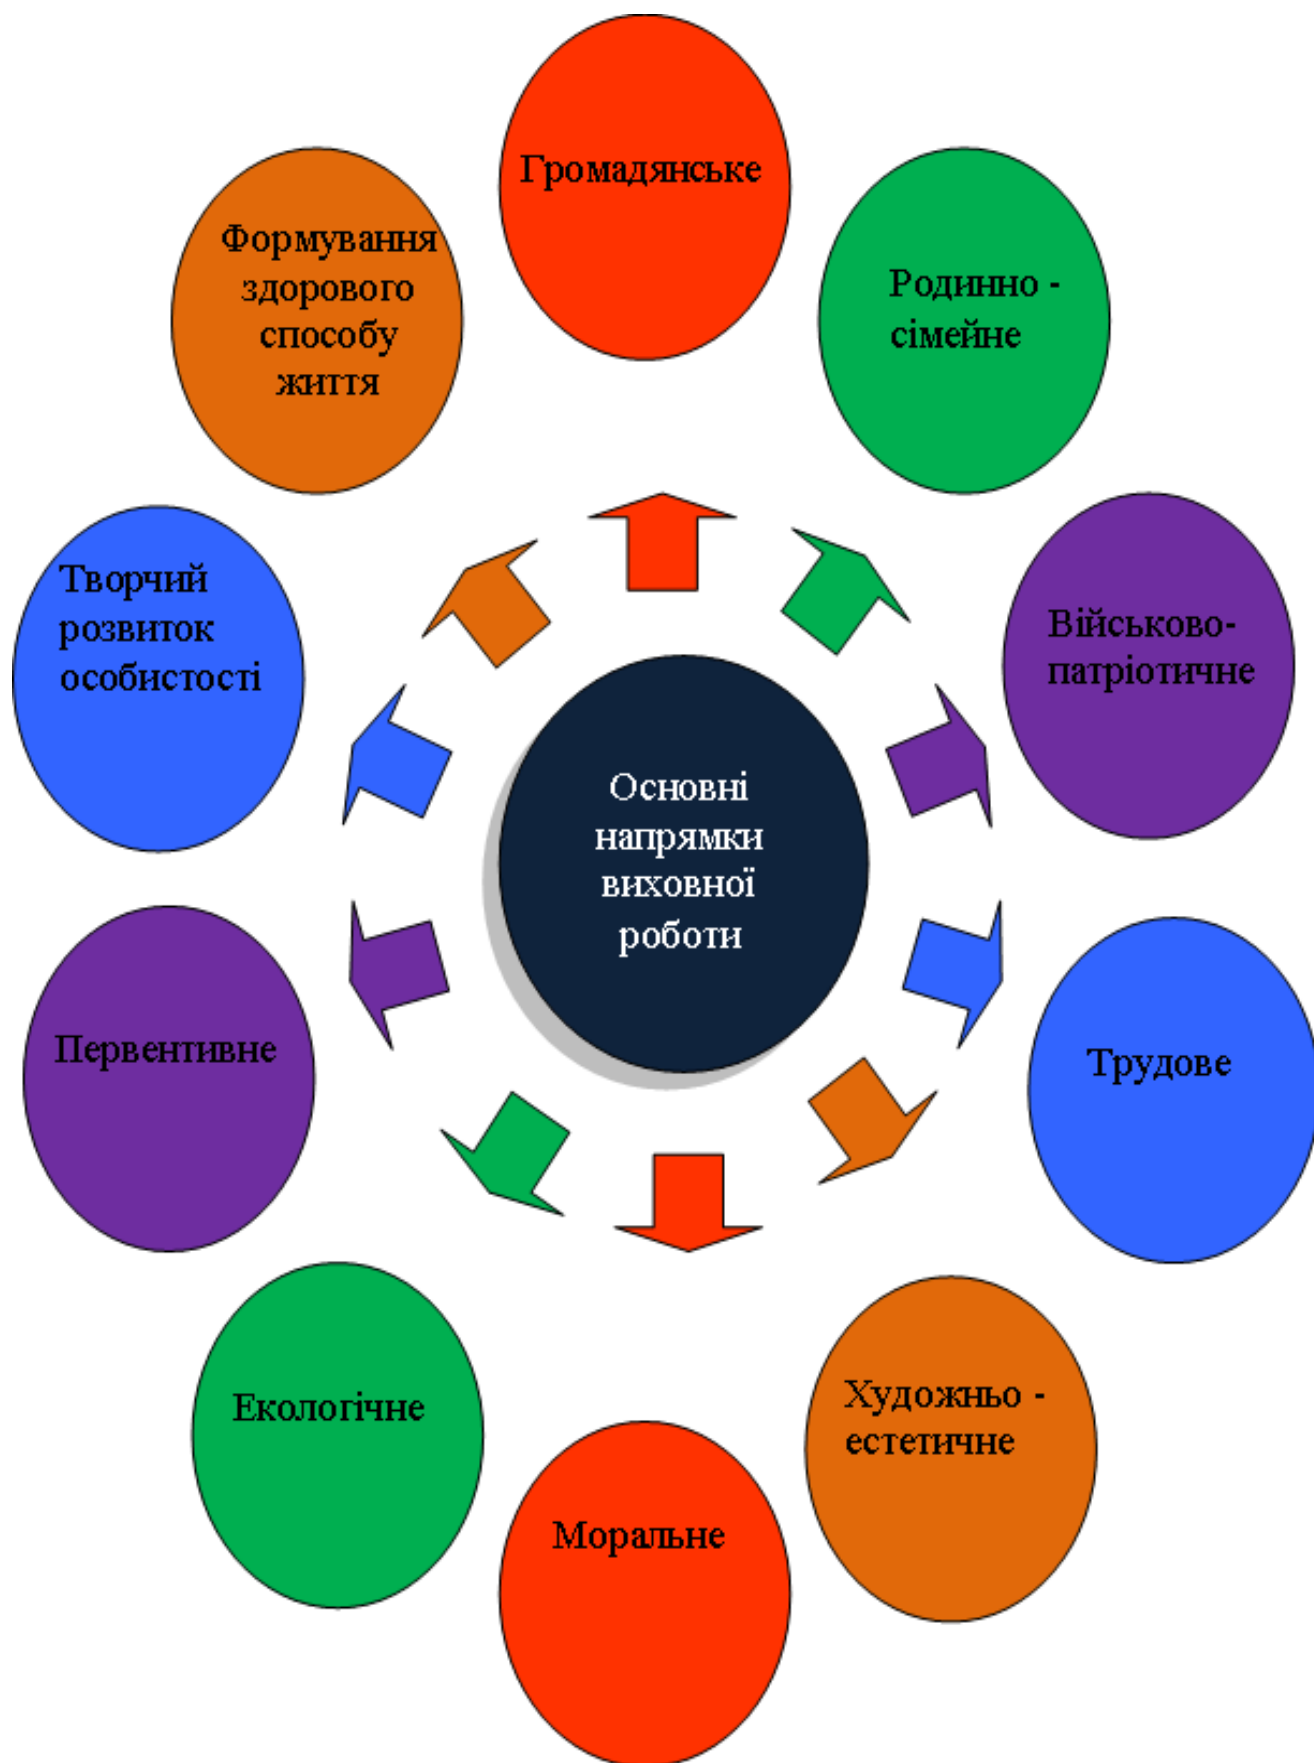 Громадянське
Формування
здорового
способу
життя
Родинно -
сімейне
Творчий
розвиток
особистості
Військово-
патріотичне
Основні
напрямки
виховної
роботи
Первентивне
Трудове
Екологічне
Художньо -
естетичне
Моральне